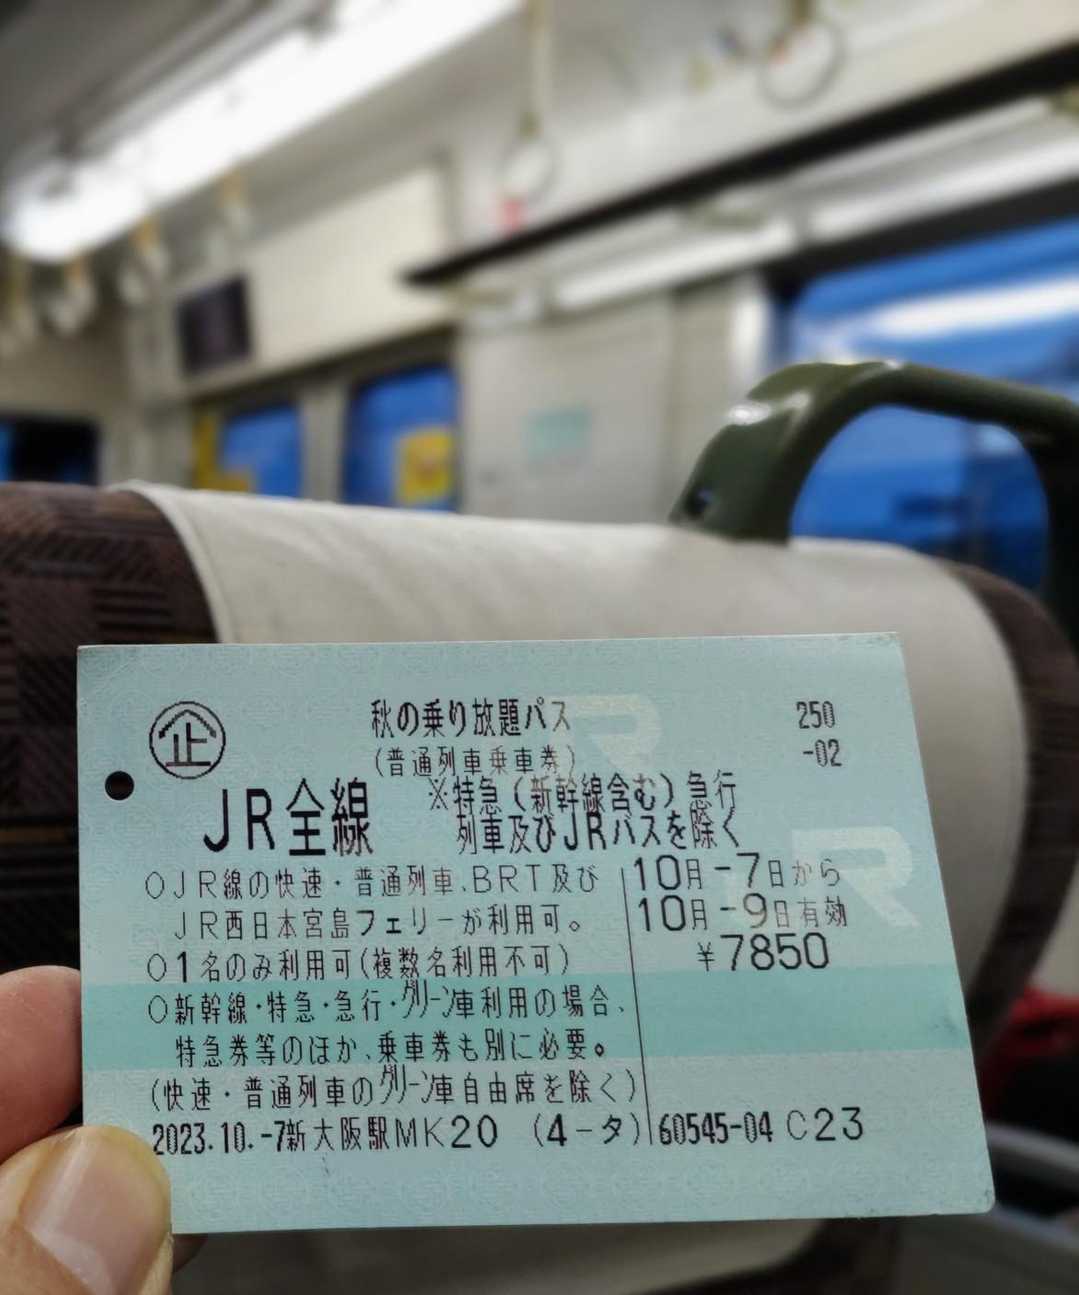 企
秋の乗り放題パス
250
(普通列車乗車券)
-02
JR全線
※特急(新幹線含む)急行
列車及びJRバスを除く
○JR線の快速・普通列車、BRT及び
JR西日本宮島フェリーが利用可。
○1名のみ利用可(複数名利用不可)
○新幹線・特急・急行・グリーン車利用の場合、
特急券等のほか、乗車券も別に必要。
(快速・普通列車のグリーン車自由席を除く)
10月-7日から
10月-9日有効
¥7850
2023.10.-7新大阪駅MK20 (4-タ)
60545-04 C23